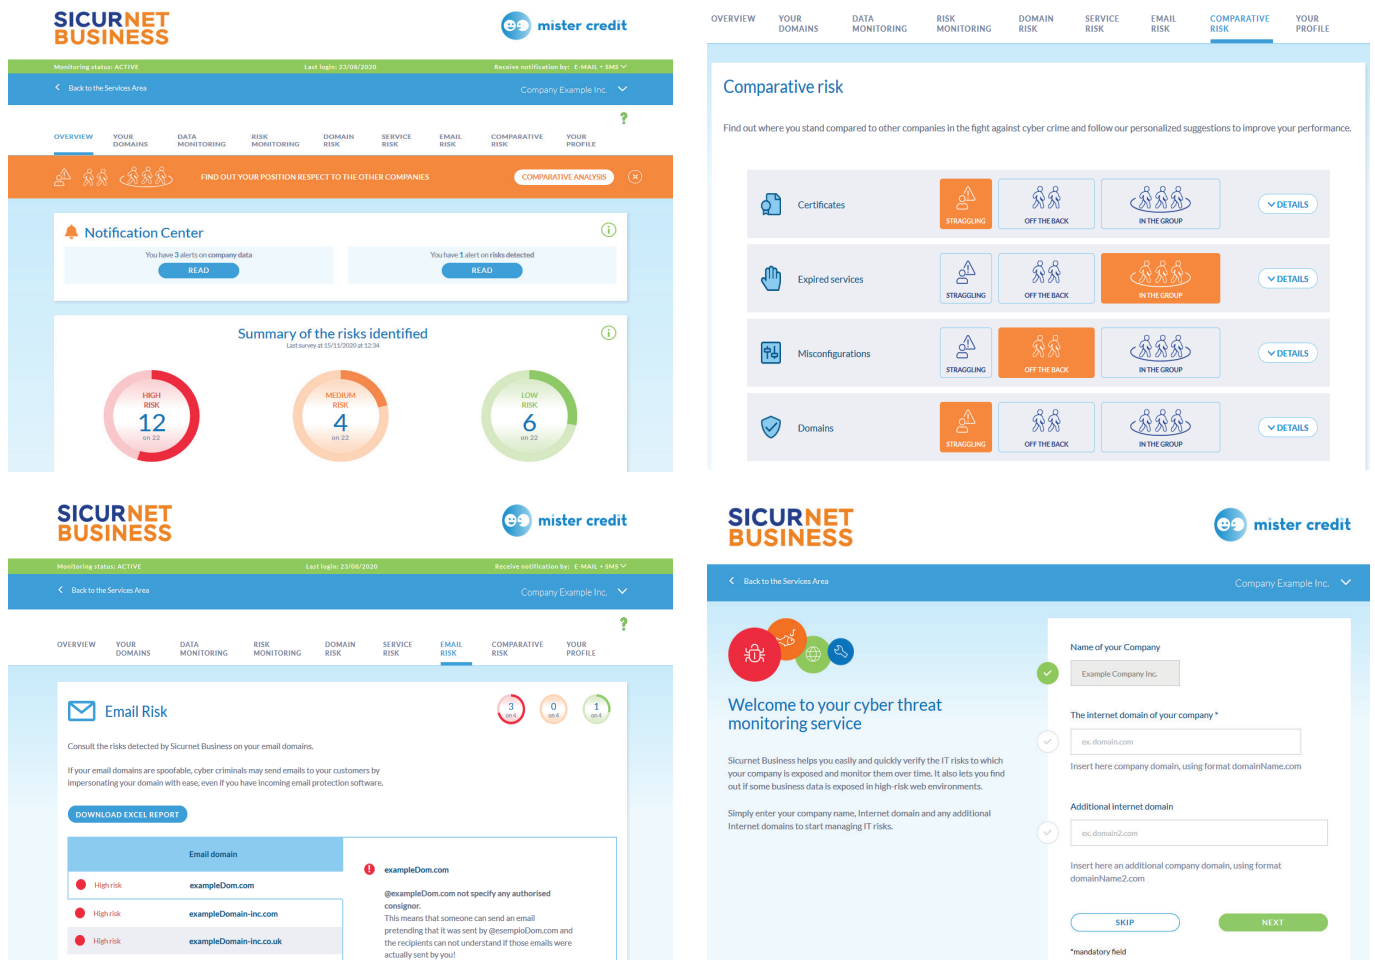 SICURNET
BUSINESS
mister credit
Monitoring status: ACTIVE
Last login: 23/08/2020
Receive notification by: E-MAIL + SMS
Back to the Services Area
Company Example Inc.
?
OVERVIEW
YOUR DOMAINS
DATA MONITORING
RISK MONITORING
DOMAIN RISK
SERVICE RISK
EMAIL RISK
COMPARATIVE RISK
YOUR PROFILE
FIND OUT YOUR POSITION RESPECT TO THE OTHER COMPANIES
COMPARATIVE ANALYSIS
Notification Center
You have 3 alerts on company data
READ
You have 1 alert on risks detected
READ
Summary of the risks identified
Last survey at 15/11/2020 at 12:34
HIGH
RISK
12
on 22
MEDIUM
RISK
4
on 22
LOW
RISK
6
on 22
OVERVIEW
YOUR DOMAINS
DATA MONITORING
RISK MONITORING
DOMAIN RISK
SERVICE RISK
EMAIL RISK
COMPARATIVE RISK
YOUR PROFILE
Comparative risk
Find out where you stand compared to other companies in the fight against cyber crime and follow our personalized suggestions to improve your performance.
Certificates
STRAGGLING
OFF THE BACK
IN THE GROUP
DETAILS
Expired services
STRAGGLING
OFF THE BACK
IN THE GROUP
DETAILS
Misconfigurations
STRAGGLING
OFF THE BACK
IN THE GROUP
DETAILS
Domains
STRAGGLING
OFF THE BACK
IN THE GROUP
DETAILS
SICURNET
BUSINESS
mister credit
Monitoring status: ACTIVE
Last login: 23/08/2020
Receive notification by: E-MAIL + SMS
Back to the Services Area
Company Example Inc.
?
OVERVIEW
YOUR DOMAINS
DATA MONITORING
RISK MONITORING
DOMAIN RISK
SERVICE RISK
EMAIL RISK
COMPARATIVE RISK
YOUR PROFILE
Email Risk
3
on 4
0
on 4
1
on 4
Consult the risks detected by Sicurnet Business on your email domains.
If your email domains are spoofable, cyber criminals may send emails to your customers by
impersonating your domain with ease, even if you have incoming email protection software.
DOWNLOAD EXCEL REPORT
Email domain
High risk
exampleDom.com
High risk
exampleDomain-inc.com
High risk
exampleDomain-inc.co.uk
exampleDom.com
@exampleDom.com not specify any authorised
consignor.
This means that someone can send an email
pretending that it was sent by @esemploDom.com and
the recipients can not understand if those emails were
actually sent by you!
SICURNET
BUSINESS
mister credit
Back to the Services Area
Company Example Inc.
Welcome to your cyber threat
monitoring service
Sicurnet Business helps you easily and quickly verify the IT risks to which
your company is exposed and monitor them over time. It also lets you find
out if some business data is exposed in high-risk web environments.
Simply enter your company name, Internet domain and any additional
Internet domains to start managing IT risks.
Name of your Company
Example Company Inc.
The internet domain of your company *
ex. domain.com
Insert here company domain, using format domainName.com
Additional internet domain
ex. domain2.com
Insert here an additional company domain, using format
domainName2.com
SKIP
NEXT
*mandatory field